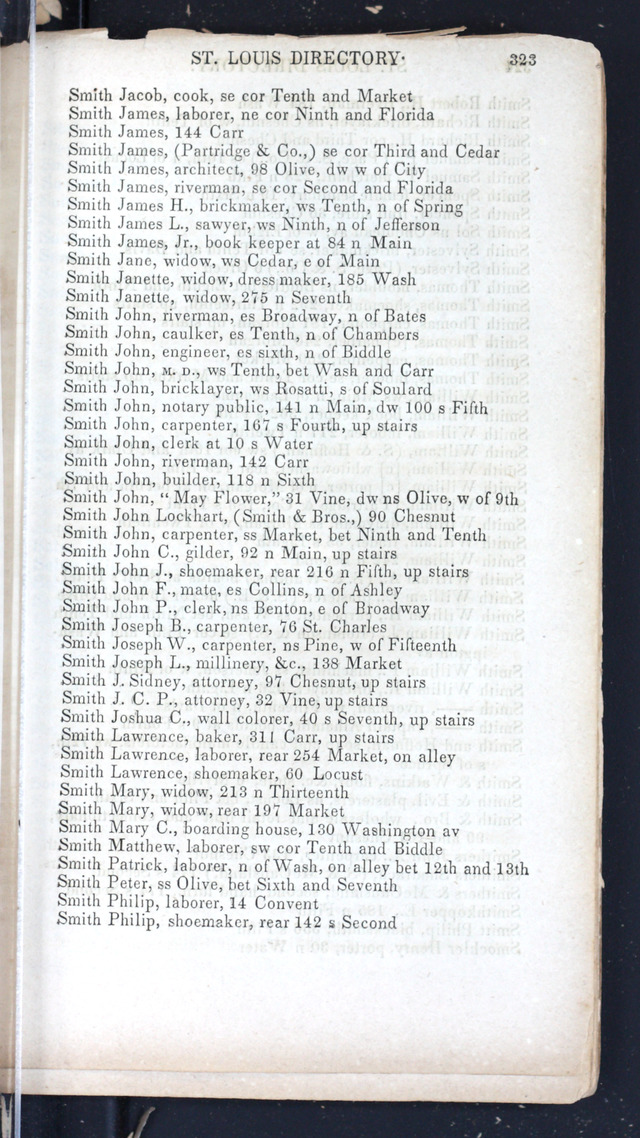 ST. LOUIS DIRECTORY· 323
Smith Jacob, cook, se cor Tenth and Market
Smith James, laborer, ne cor Ninth and Florida
Smith James, 144 Carr
Smith James, (Partridge & Co.,) se cor Third and Cedar
Smith James, architect, 98 Olive, dw w of City
Smith James, riverman, se cor Second and Florida
Smith James H., brickmaker, ws Tenth, n of Spring
Smith James L., sawyer, ws Ninth, n of Jefferson
Smith James, Jr., book keeper at 84 n Main
Smith Jane, widow, ws Cedar, e of Main
Smith Janette, widow, dress maker, 185 Wash
Smith Janette, widow, 275 n Seventh
Smith John, riverman, es Broadway, n of Bates
Smith John, caulker, es Tenth, n of Chambers
Smith John, engineer, es sixth, n of Biddle
Smith John, M. D., ws Tenth, bet Wash and Carr
Smith John, bricklayer, ws Rosatti, s of Soulard
Smith John, notary public, 141 n Main, dw 100 s Fifth
Smith John, carpenter, 167 s Fourth, up stairs
Smith John, clerk at 10 s Water
Smith John, riverman, 142 Carr
Smith John, builder, 118 n Sixth
Smith John, “ May Flower,” 31 Vine, dw ns Olive, w of 9th
Smith John Lockhart, (Smith & Bros.,) 90 Chesnut
Smith John, carpenter, ss Market, bet Ninth and Tenth
Smith John C., gilder, 92 n Main, up stairs
Smith John J., shoemaker, rear 216 n Fifth, up stairs
Smith John F., mate, es Collins, n of Ashley
Smith John P., clerk, ns Benton, e of Broadway
Smith Joseph B., carpenter, 76 St. Charles
Smith Joseph W., carpenter, ns Pine, w of Fifteenth
Smith Joseph L., millinery, &c., 138 Market
Smith J. Sidney, attorney, 97 Chesnut, up stairs
Smith J. C. P., attorney, 32 Vine, up stairs
Smith Joshua C., wall colorer, 40 s Seventh, up stairs
Smith Lawrence, baker, 311 Carr, up stairs
Smith Lawrence, laborer, rear 254 Market, on alley
Smith Lawrence, shoemaker, 60 Locust
Smith Mary, widow, 213 n Thirteenth
Smith Mary, widow, rear 197 Market
Smith Mary C., boarding house, 130 Washington av
Smith Matthew, laborer, sw cor Tenth and Biddle
Smith Patrick, laborer, n of Wash, on alley bet 12th and 13th
Smith Peter, ss Olive, bet Sixth and Seventh
Smith Philip, laborer, 14 Convent
Smith Philip, shoemaker, rear 142 s Second